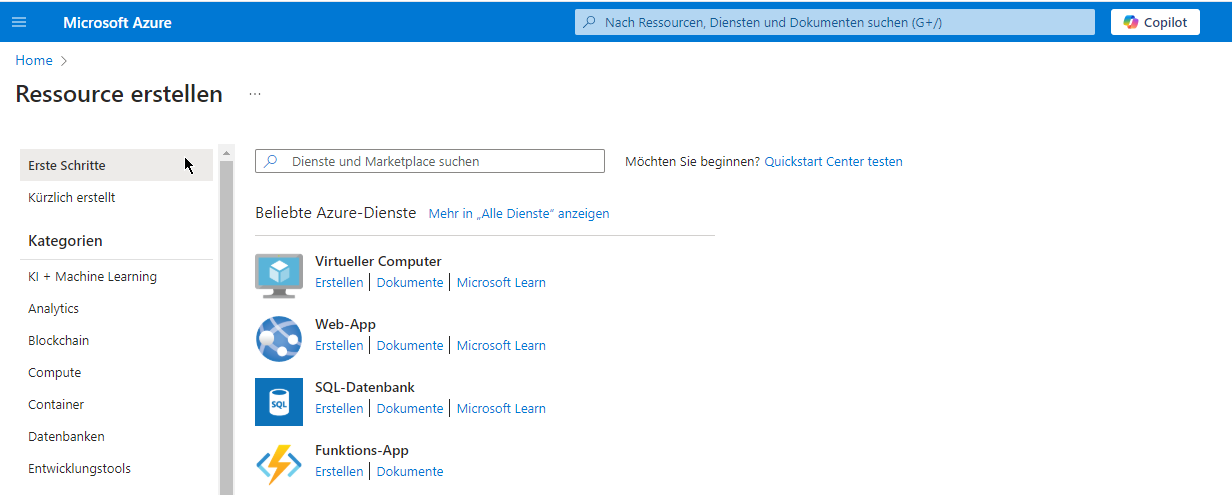 Microsoft Azure
Nach Ressourcen, Diensten und Dokumenten suchen (G+/)
Copilot
Home
Ressource erstellen
...
Erste Schritte
Kürzlich erstellt
Kategorien
KI + Machine Learning
Analytics
Blockchain
Compute
Container
Datenbanken
Entwicklungstools
Dienste und Marketplace suchen
Möchten Sie beginnen? Quickstart Center testen
Beliebte Azure-Dienste Mehr in „Alle Dienste“ anzeigen
Virtueller Computer
Erstellen | Dokumente | Microsoft Learn
Web-App
Erstellen | Dokumente | Microsoft Learn
SQL
SQL-Datenbank
Erstellen | Dokumente | Microsoft Learn
Funktions-App
Erstellen | Dokumente